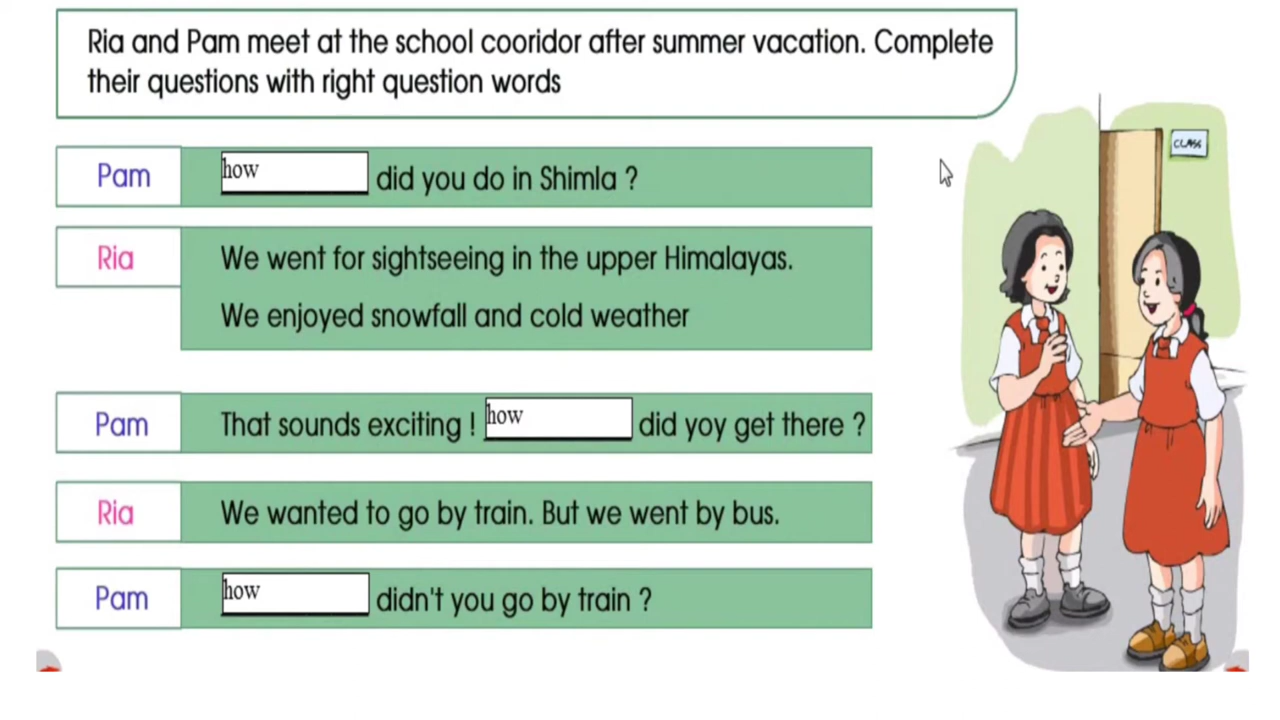 Ria and Pam meet at the school cooridor after summer vacation. Complete
their questions with right question words
CLASS
Pam how did you do in Shimla ?
Ria We went for sightseeing in the upper Himalayas.
We enjoyed snowfall and cold weather
Pam That sounds exciting ! how did yoy get there ?
Ria We wanted to go by train. But we went by bus.
Pam how didn't you go by train ?